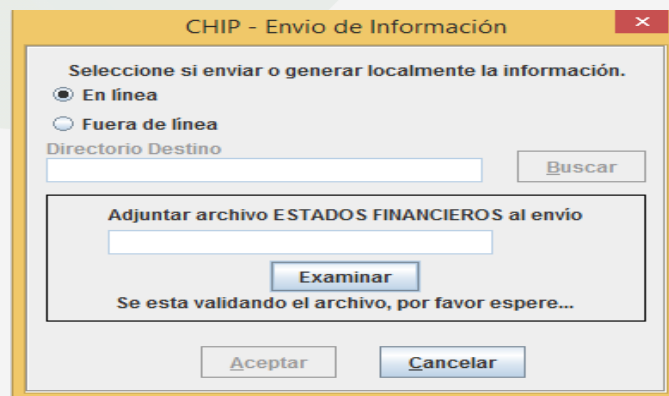 CHIP - Envio de Información
Seleccione si enviar o generar localmente la información.
En línea
Fuera de línea
Directorio Destino
Buscar
Adjuntar archivo ESTADOS FINANCIEROS al envío
Examinar
Se esta validando el archivo, por favor espere...
Aceptar
Cancelar